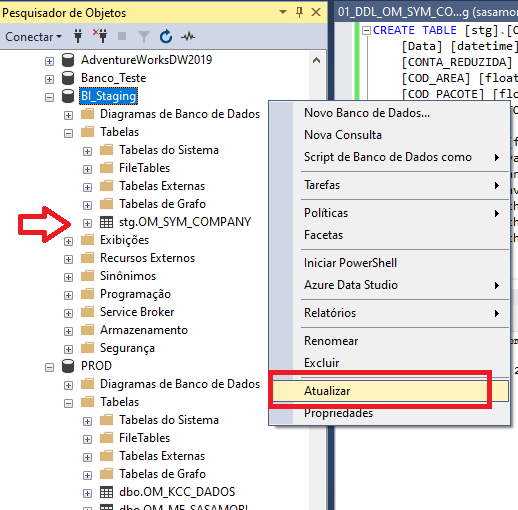 Pesquisador de Objetos
Conectar
AdventureWorksDW2019
Banco_Teste
BI_Staging
Diagramas de Banco de Dados
Tabelas
Tabelas do Sistema
FileTables
Tabelas Externas
Tabelas de Grafo
stg.OM_SYM_COMPANY
Exibições
Recursos Externos
Sinônimos
Programação
Service Broker
Armazenamento
Segurança
PROD
Diagramas de Banco de Dados
Tabelas
Tabelas do Sistema
FileTables
Tabelas Externas
Tabelas de Grafo
dbo.OM_KCC_DADOS
01_DDL_OM_SYM_CO...g (sasamor
CREATE TABLE [stg].[O
[Data] [datetime]
[CONTA_REDUZIDA]
[COD_AREA] [float
[COD_PACOTE] [flo
Novo Banco de Dados...
Nova Consulta
Script de Banco de Dados como
Tarefas
Políticas
Facetas
Iniciar PowerShell
Azure Data Studio
Relatórios
Renomear
Excluir
Atualizar
Propriedades